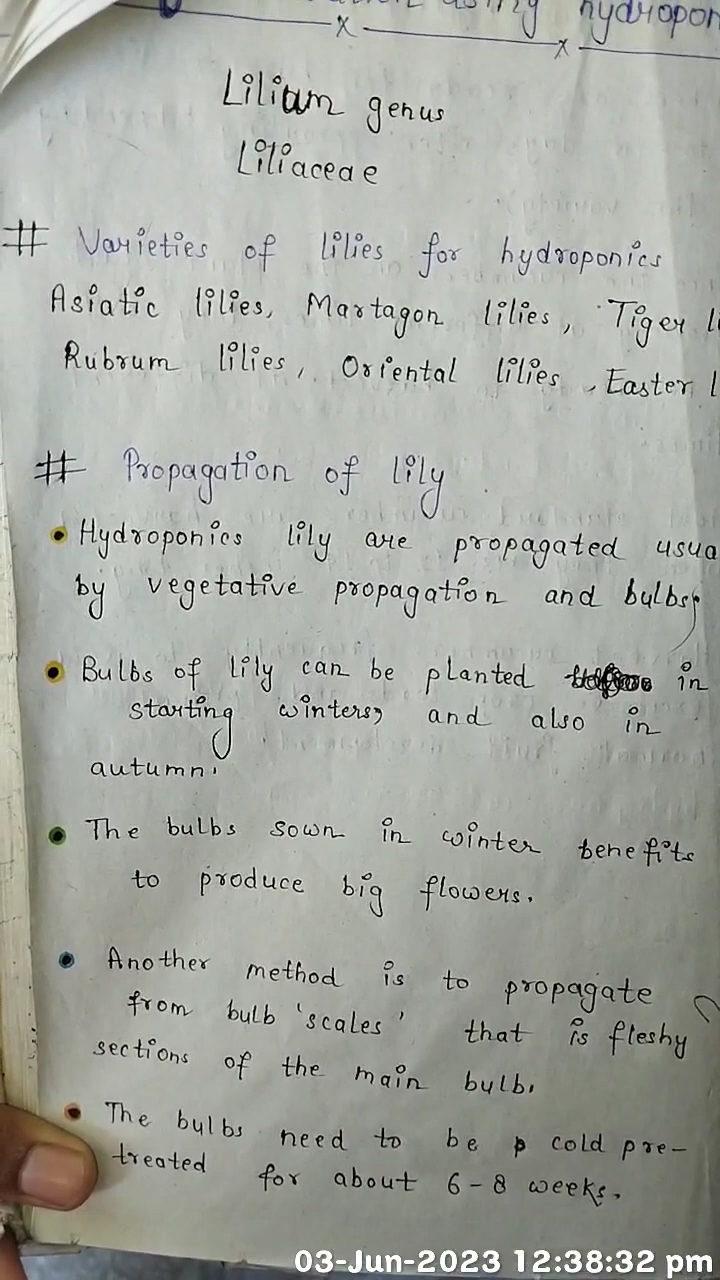 using hydropon
Lilium genus
Liliaceae
# Varieties of lilies for hydroponics
Asiatic lilies, Martagon lilies, Tiger li
Rubrum lilies, Oriental lilies, Easter l
# Propagation of lily
• Hydroponics lily are propagated usua
by vegetative propagation and bulbs,
• Bulbs of lily can be planted in
starting winters, and also in
autumn.
• The bulbs sown in winter benefits
to produce big flowers.
• Another method is to propagate
from bulb 'scales' that is fleshy
sections of the main bulb.
• The bulbs need to be cold pre-
treated for about 6-8 weeks.
03-Jun-2023 12:38:32 pm